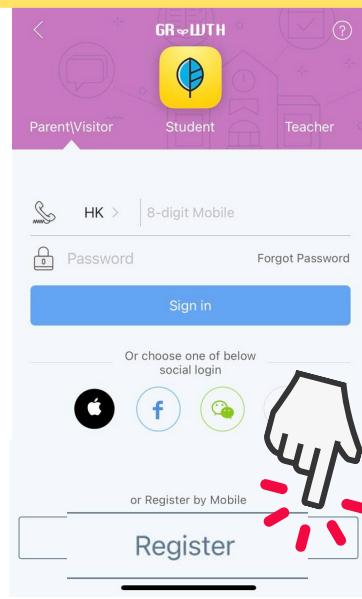 GROWTH
?
Parent\Visitor Student Teacher
HK > 8-digit Mobile
Password Forgot Password
Sign in
Or choose one of below
social login
f
or Register by Mobile
Register